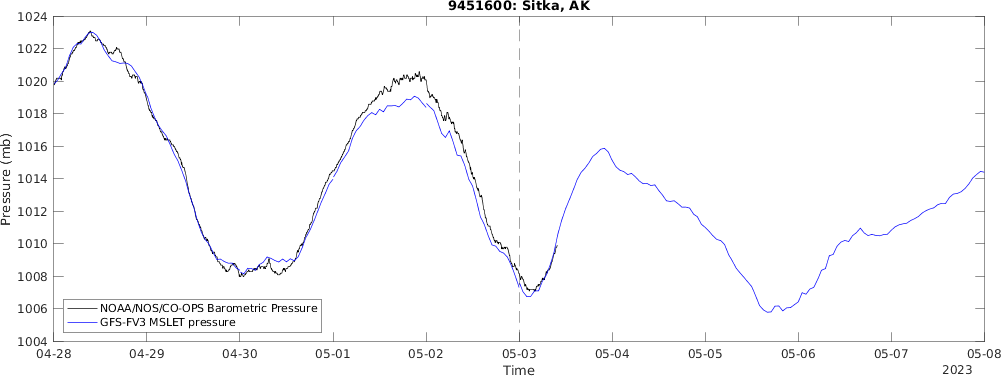 9451600: Sitka, AK
Pressure (mb)
1024
1022
1020
1018
1016
1014
1012
1010
1008
1006
1004
NOAA/NOS/CO-OPS Barometric Pressure
GFS-FV3 MSLET pressure
04-28 04-29 04-30 05-01 05-02 05-03 05-04 05-05 05-06 05-07 05-08
Time
2023